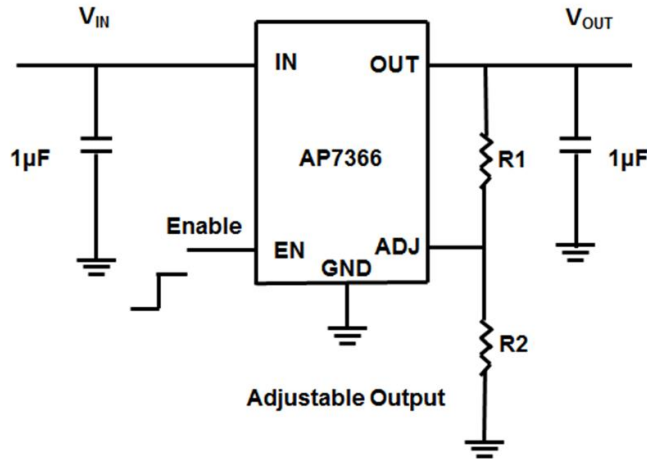 VIN
VOUT
IN
OUT
1µF
AP7366
R1
1µF
Enable
EN
ADJ
GND
R2
Adjustable Output